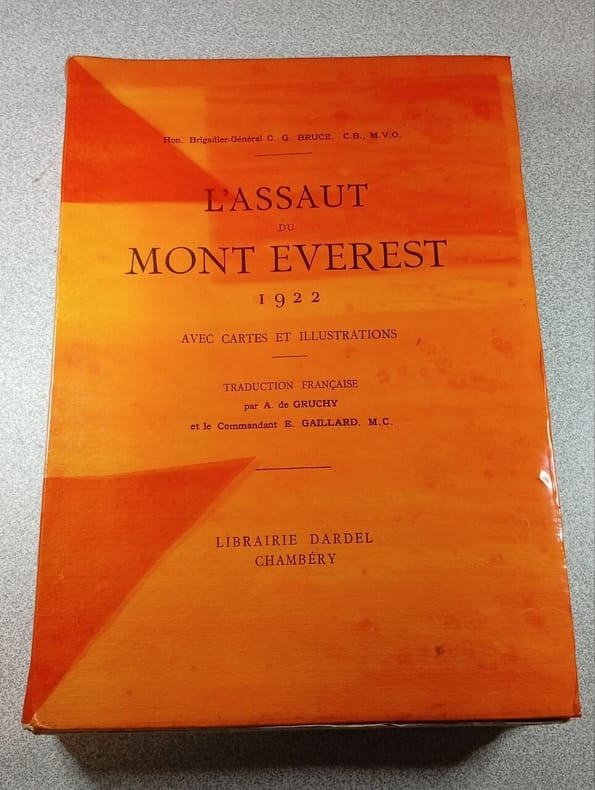 Hon. Brigadier-Général C. G. BRUCE, C.B., M.V.O.
L'ASSAUT
DU
MONT EVEREST
1922
AVEC CARTES ET ILLUSTRATIONS
TRADUCTION FRANÇAISE
par A. de GRUCHY
et le Commandant E. GAILLARD, M.C.
LIBRAIRIE DARDEL
CHAMBÉRY